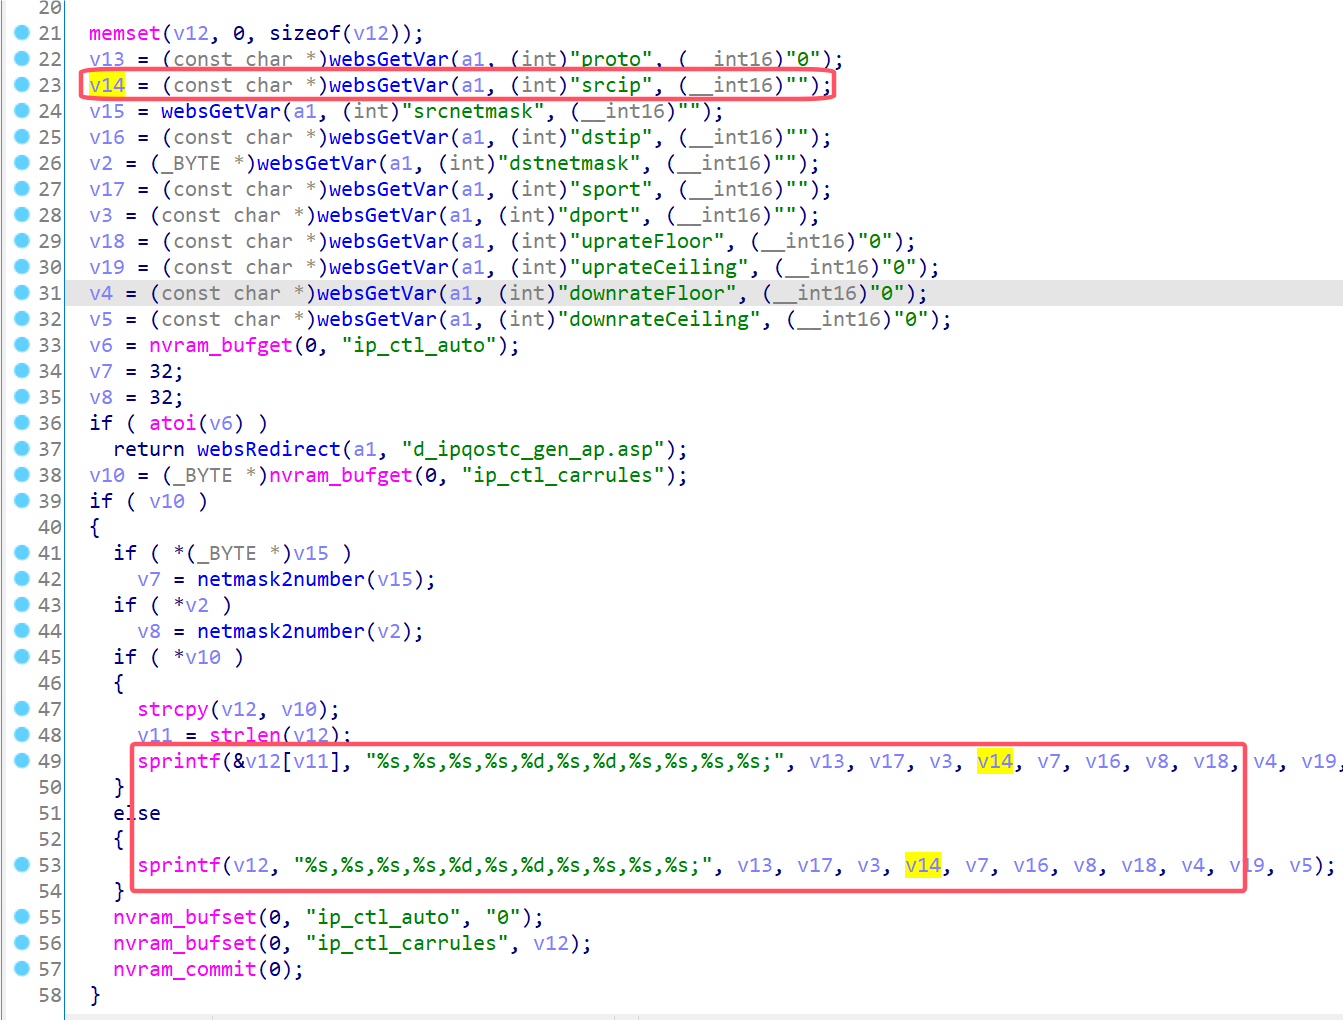 20
21 memset(v12, 0, sizeof(v12));
22 v13 = (const char *)websGetVar(a1, (int)"proto", (__int16)"0");
23 v14 = (const char *)websGetVar(a1, (int)"srcip", (__int16)"");
24 v15 = websGetVar(a1, (int)"srcnetmask", (__int16)"");
25 v16 = (const char *)websGetVar(a1, (int)"dstip", (__int16)"");
26 v2 = (_BYTE *)websGetVar(a1, (int)"dstnetmask", (__int16)"");
27 v17 = (const char *)websGetVar(a1, (int)"sport", (__int16)"");
28 v3 = (const char *)websGetVar(a1, (int)"dport", (__int16)"");
29 v18 = (const char *)websGetVar(a1, (int)"uprateFloor", (__int16)"0");
30 v19 = (const char *)websGetVar(a1, (int)"uprateCeiling", (__int16)"0");
31 v4 = (const char *)websGetVar(a1, (int)"downrateFloor", (__int16)"0");
32 v5 = (const char *)websGetVar(a1, (int)"downrateCeiling", (__int16)"0");
33 v6 = nvram_bufget(0, "ip_ctl_auto");
34 v7 = 32;
35 v8 = 32;
36 if ( atoi(v6) )
37 return websRedirect(a1, "d_ipqostc_gen_ap.asp");
38 v10 = (_BYTE *)nvram_bufget(0, "ip_ctl_carrules");
39 if ( v10 )
40 {
41 if ( *(_BYTE *)v15 )
42 v7 = netmask2number(v15);
43 if ( *v2 )
44 v8 = netmask2number(v2);
45 if ( *v10 )
46 {
47 strcpy(v12, v10);
48 v11 = strlen(v12);
49 sprintf(&v12[v11], "%s,%s,%s,%s,%d,%s,%d,%s,%s,%s,%s;", v13, v17, v3, v14, v7, v16, v8, v18, v4, v19,
50 }
51 else
52 {
53 sprintf(v12, "%s,%s,%s,%s,%d,%s,%d,%s,%s,%s,%s;", v13, v17, v3, v14, v7, v16, v8, v18, v4, v19, v5);
54 }
55 nvram_bufset(0, "ip_ctl_auto", "0");
56 nvram_bufset(0, "ip_ctl_carrules", v12);
57 nvram_commit(0);
58 }